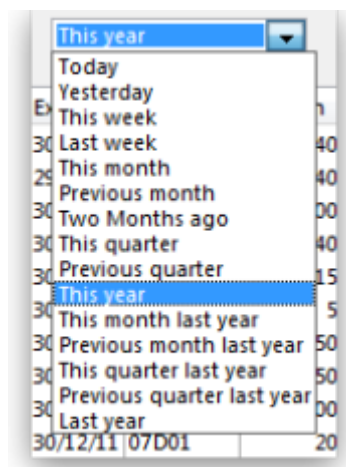 This year
Today
Yesterday
This week
Last week
This month
Previous month
Two Months ago
This quarter
Previous quarter
This year
This month last year
Previous month last year
This quarter last year
Previous quarter last year
Last year
30/12/11 07D01 20